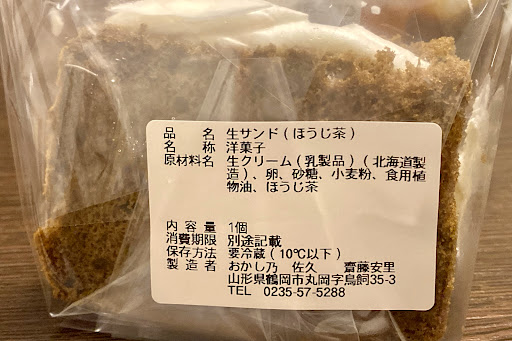 品名 生サンド(ほうじ茶)
名称 洋菓子
原材料名 生クリーム(乳製品)(北海道製
造)、卵、砂糖、小麦粉、食用植
物油、ほうじ茶
内容量 1個
消費期限 別途記載
保存方法 要冷蔵(10℃以下)
製造者 おかし乃 佐久 齋藤安里
山形県鶴岡市丸岡字鳥飼35-3
TEL 0235-57-5288